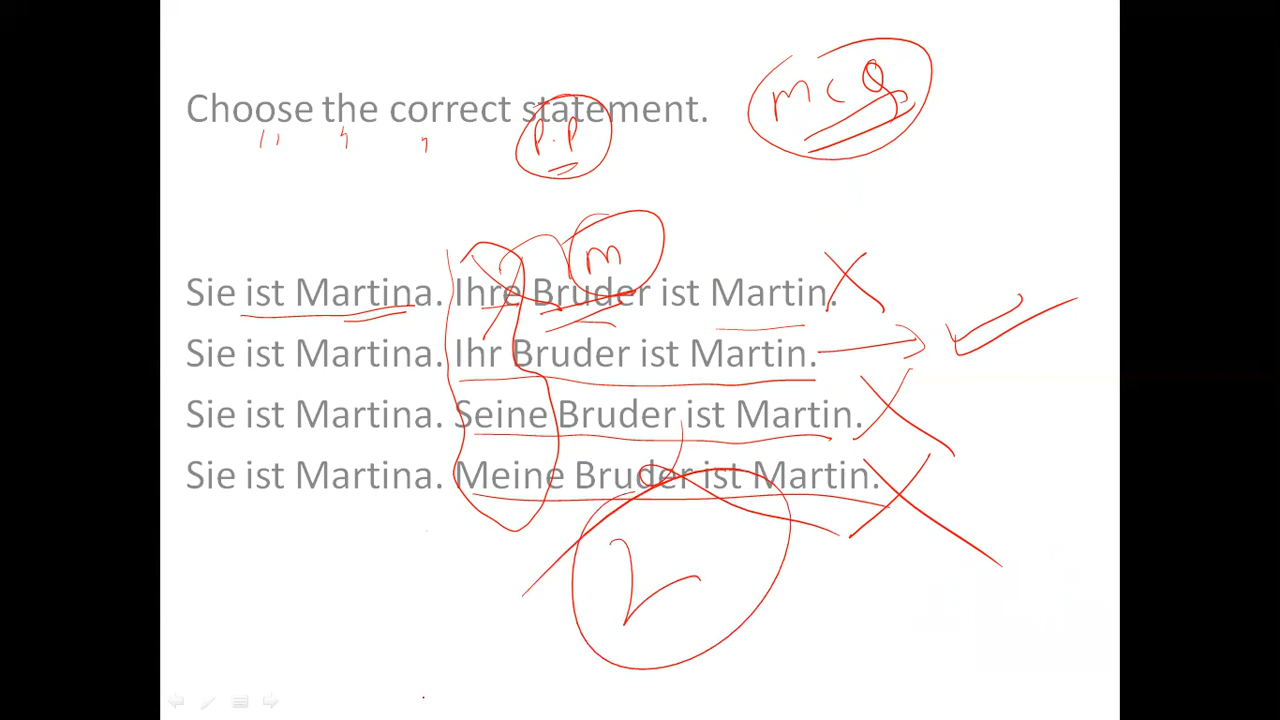 mcq
Choose the correct statement.
P.P
m
Sie ist Martina. Ihre Bruder ist Martin.
Sie ist Martina. Ihr Bruder ist Martin.
Sie ist Martina. Seine Bruder ist Martin.
Sie ist Martina. Meine Bruder ist Martin.